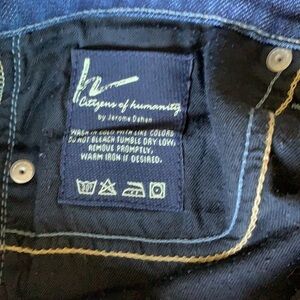 Citizens of humanity
by Jerome Dahan
WASH IN COLD WITH LIKE COLORS
DO NOT BLEACH TUMBLE DRY LOW,
REMOVE PROMPTLY,
WARM IRON IF DESIRED.